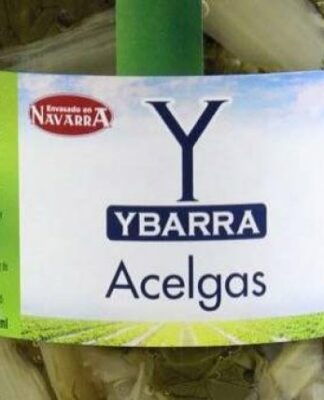 Envasado en
NAVARRA
Y
YBARRA
Acelgas